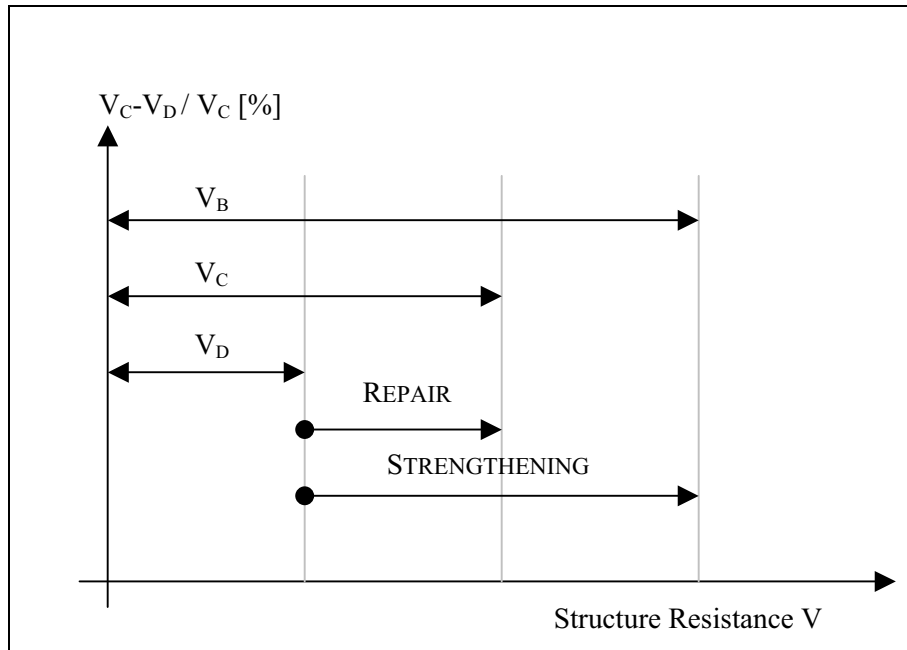 V_C-V_D / V_C [%]
V_B
V_C
V_D
REPAIR
STRENGTHENING
Structure Resistance V